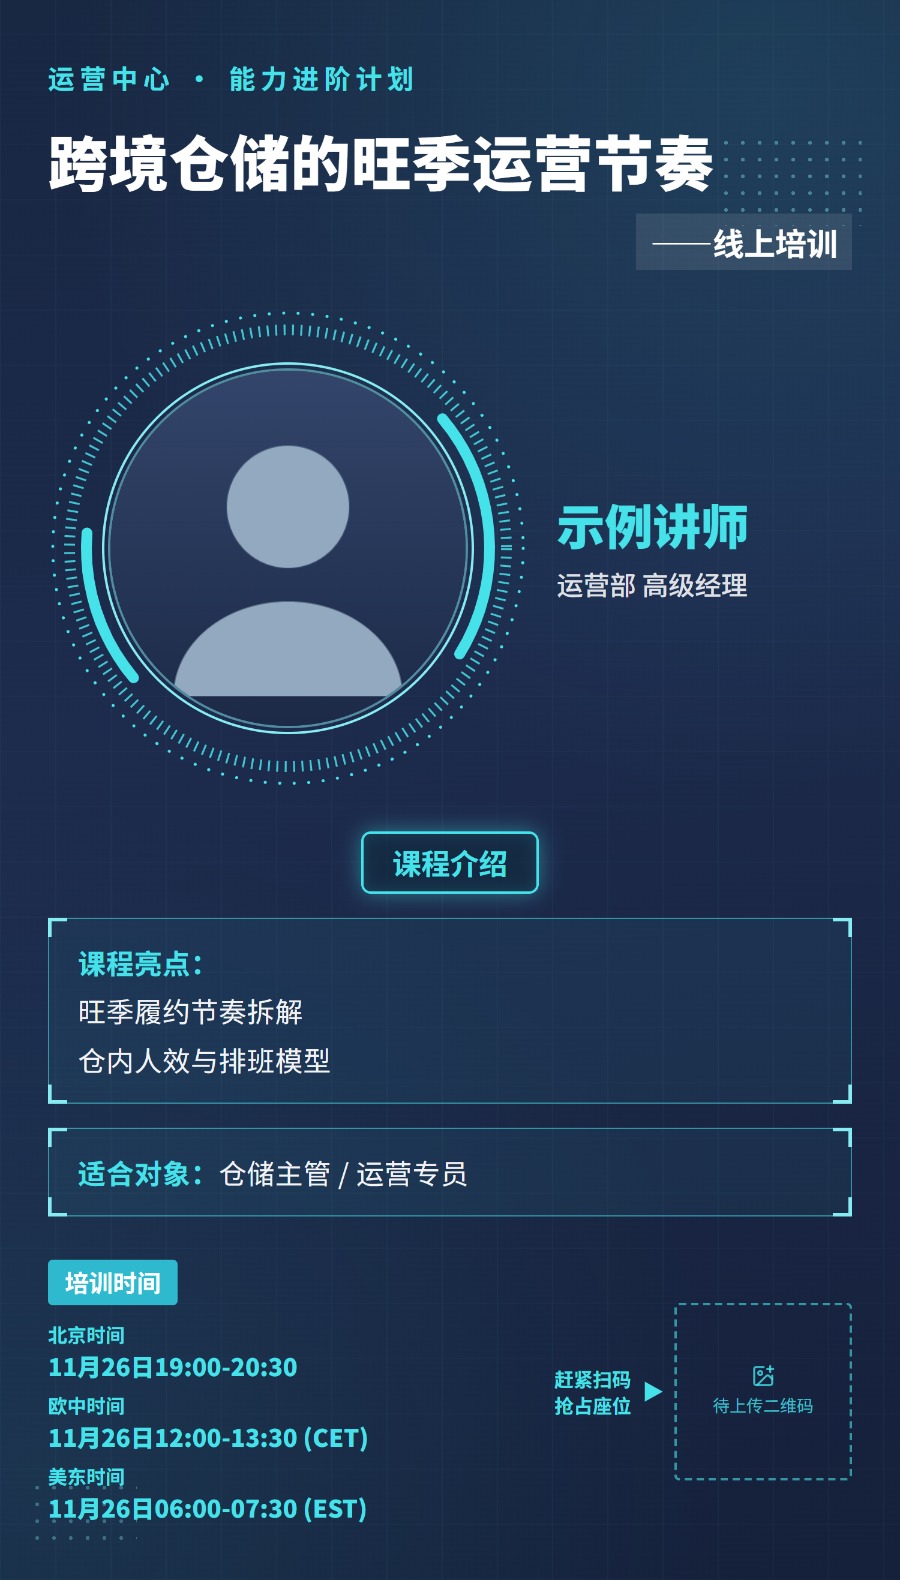 运营中心 • 能力进阶计划
跨境仓储的旺季运营节奏
——线上培训
示例讲师
运营部 高级经理
课程介绍
课程亮点：
旺季履约节奏拆解
仓内人效与排班模型
适合对象：仓储主管 / 运营专员
培训时间
北京时间
11月26日19:00-20:30
欧中时间
11月26日12:00-13:30 (CET)
美东时间
11月26日06:00-07:30 (EST)
赶紧扫码
抢占座位
待上传二维码